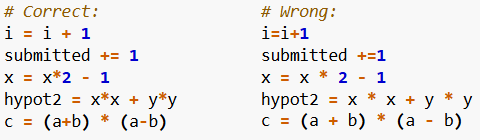 # Correct:
i = i + 1
submitted += 1
x = x*2 - 1
hypot2 = x*x + y*y
c = (a+b) * (a-b)
# Wrong:
i=i+1
submitted +=1
x = x * 2 - 1
hypot2 = x * x + y * y
c = (a + b) * (a - b)